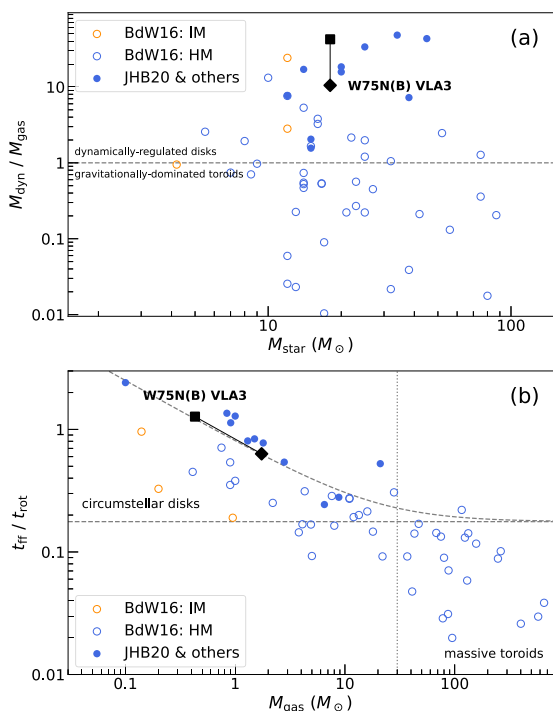 BdW16: IM
BdW16: HM
JHB20 & others
(a)
W75N(B) VLA3
dynamically-regulated disks
gravitationally-dominated toroids
100
10
1
0.1
0.01
M_dyn / M_gas
10
100
M_star (M_⊙)
(b)
W75N(B) VLA3
circumstellar disks
BdW16: IM
BdW16: HM
JHB20 & others
massive toroids
1
0.1
0.01
t_ff / t_rot
0.1
1
10
100
M_gas (M_⊙)